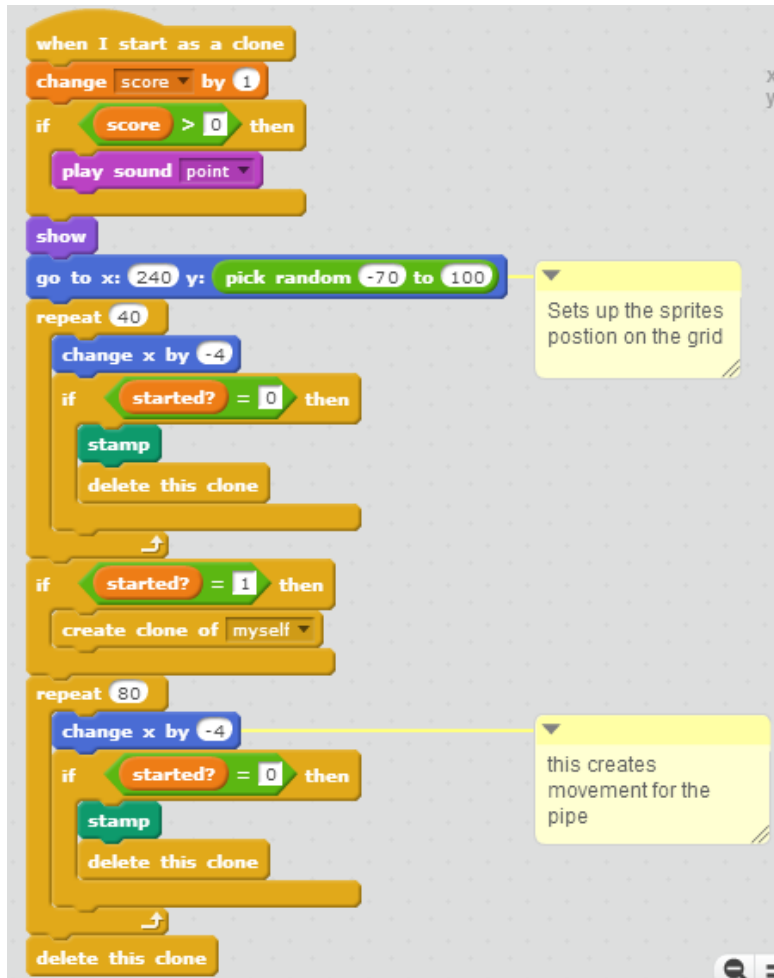 when I start as a clone
change score by 1
if score > 0 then
play sound point
show
go to x: 240 y: pick random -70 to 100
Sets up the sprites
postion on the grid
repeat 40
change x by -4
if started? = 0 then
stamp
delete this clone
if started? = 1 then
create clone of myself
repeat 80
change x by -4
this creates
movement for the
pipe
if started? = 0 then
stamp
delete this clone
delete this clone
x
y